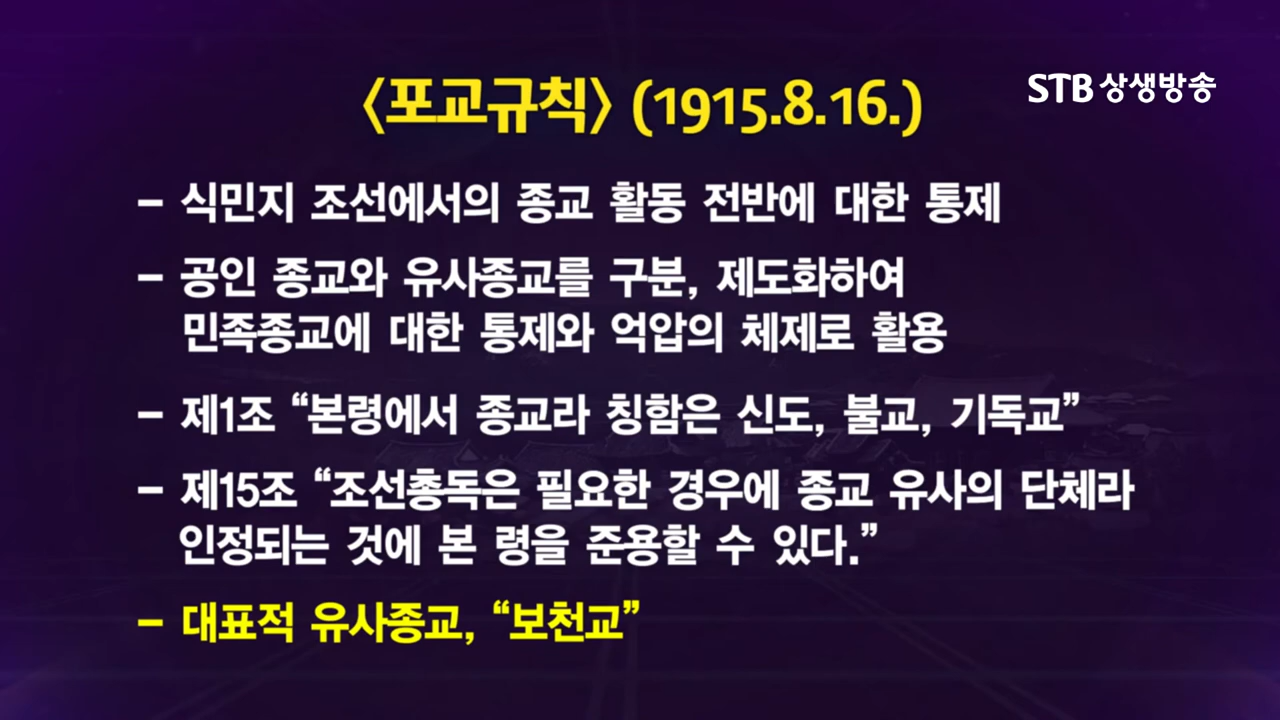 〈포교규칙〉 (1915.8.16.)
STB 상생방송
– 식민지 조선에서의 종교 활동 전반에 대한 통제
– 공인 종교와 유사종교를 구분, 제도화하여
민족종교에 대한 통제와 억압의 체제로 활용
– 제1조 “본령에서 종교라 칭함은 신도, 불교, 기독교”
– 제15조 “조선총독은 필요한 경우에 종교 유사의 단체라
인정되는 것에 본 령을 준용할 수 있다.”
– 대표적 유사종교, “보천교”